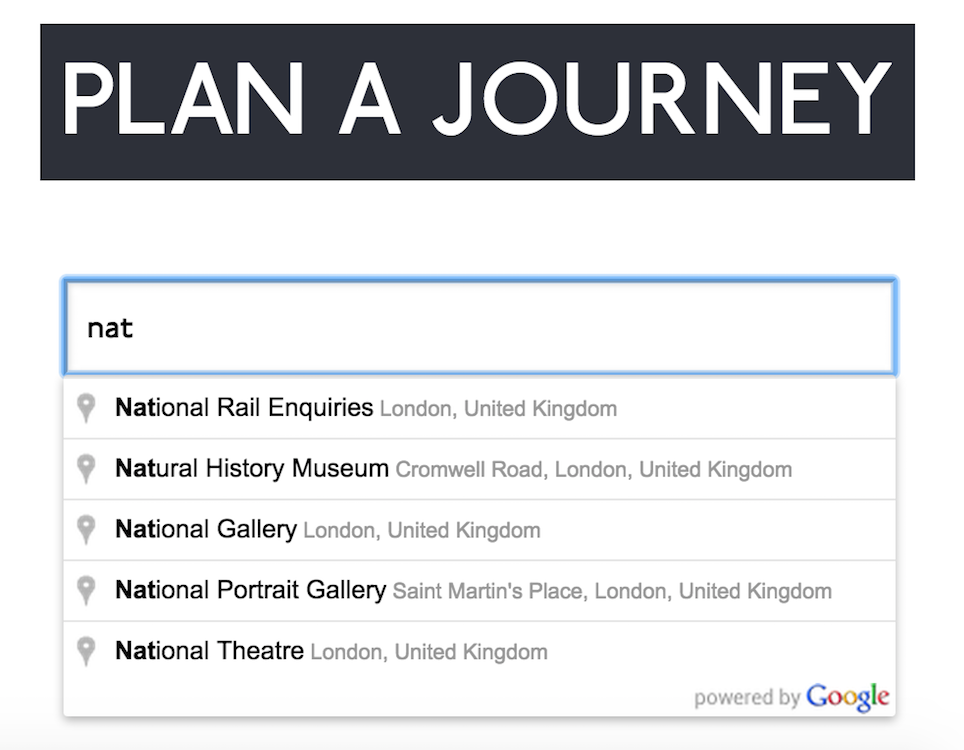 PLAN A JOURNEY
nat
National Rail Enquiries London, United Kingdom
Natural History Museum Cromwell Road, London, United Kingdom
National Gallery London, United Kingdom
National Portrait Gallery Saint Martin's Place, London, United Kingdom
National Theatre London, United Kingdom
powered by Google